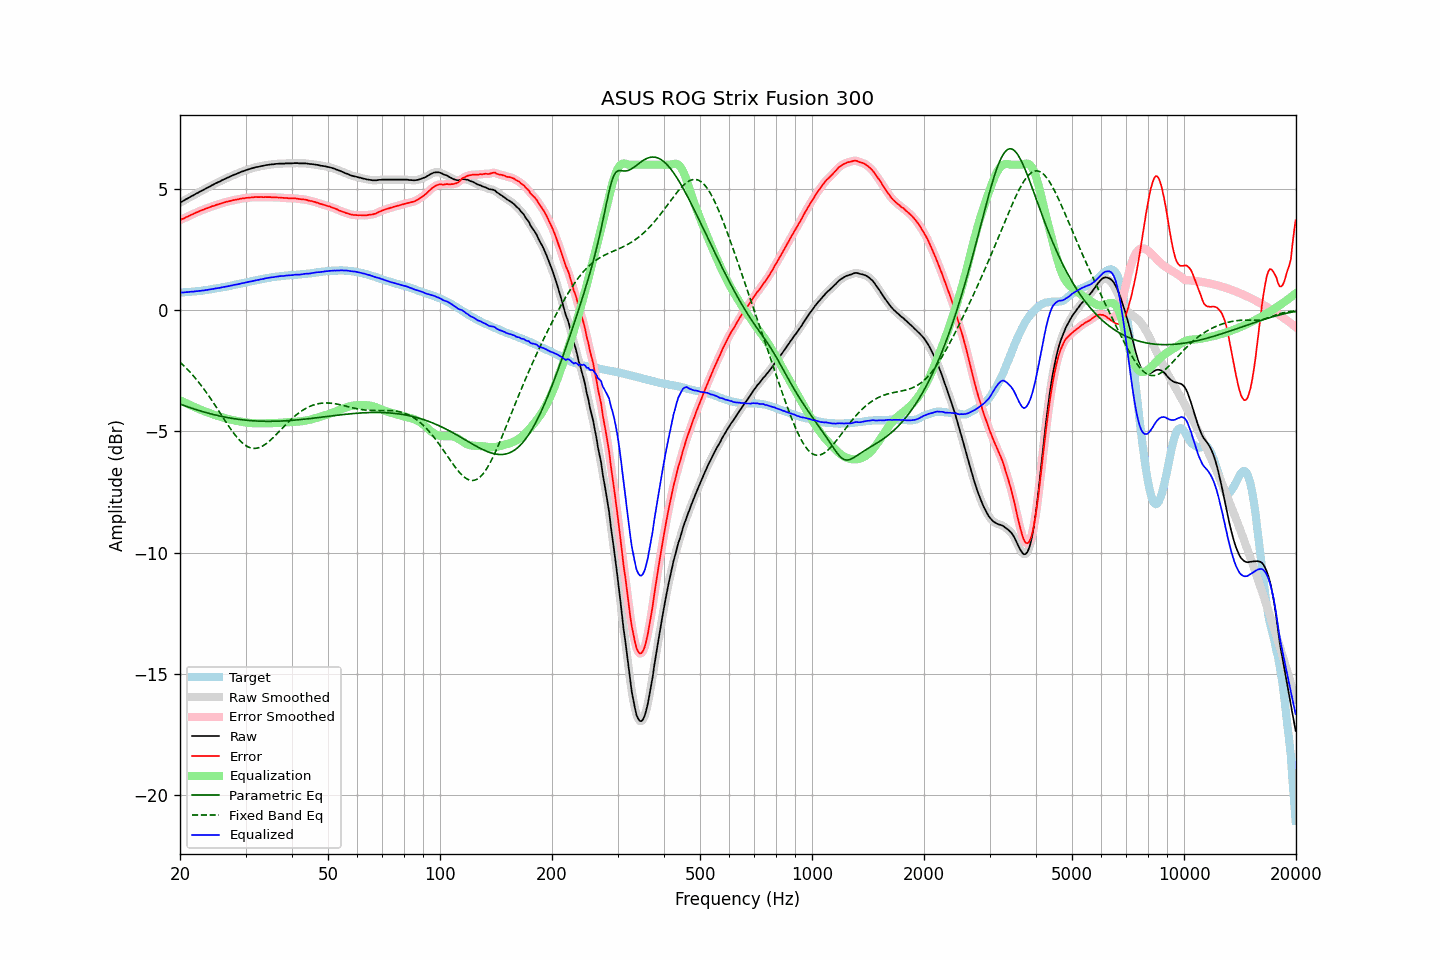 ASUS ROG Strix Fusion 300
Amplitude (dBr)
5
0
−5
−10
−15
−20
Target
Raw Smoothed
Error Smoothed
Raw
Error
Equalization
Parametric Eq
Fixed Band Eq
Equalized
20 50 100 200 500 1000 2000 5000 10000 20000
Frequency (Hz)